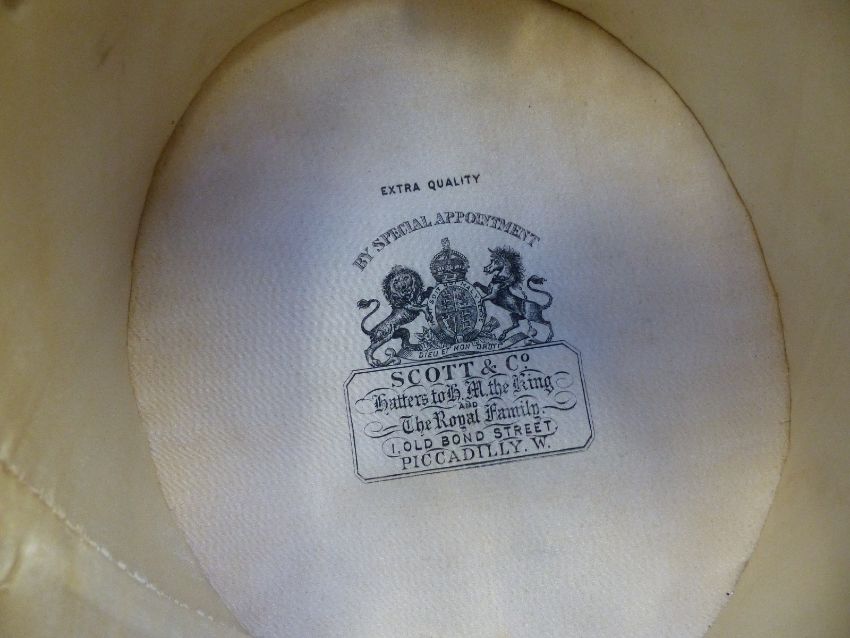 EXTRA QUALITY
BY SPECIAL APPOINTMENT
DIEU ET MON DROIT
SCOTT & Co
Hatters to H. M. the King
AND
The Royal Family
1, OLD BOND STREET,
PICCADILLY. W.